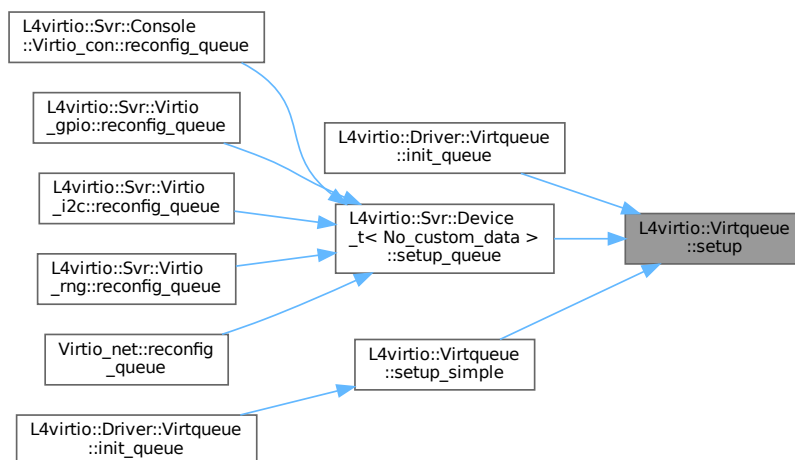 L4virtio::Svr::Console
::Virtio_con::reconfig_queue
L4virtio::Svr::Virtio
_gpio::reconfig_queue
L4virtio::Svr::Virtio
_i2c::reconfig_queue
L4virtio::Svr::Virtio
_rng::reconfig_queue
Virtio_net::reconfig
_queue
L4virtio::Driver::Virtqueue
::init_queue
L4virtio::Driver::Virtqueue
::init_queue
L4virtio::Svr::Device
_t< No_custom_data >
::setup_queue
L4virtio::Virtqueue
::setup_simple
L4virtio::Virtqueue
::setup